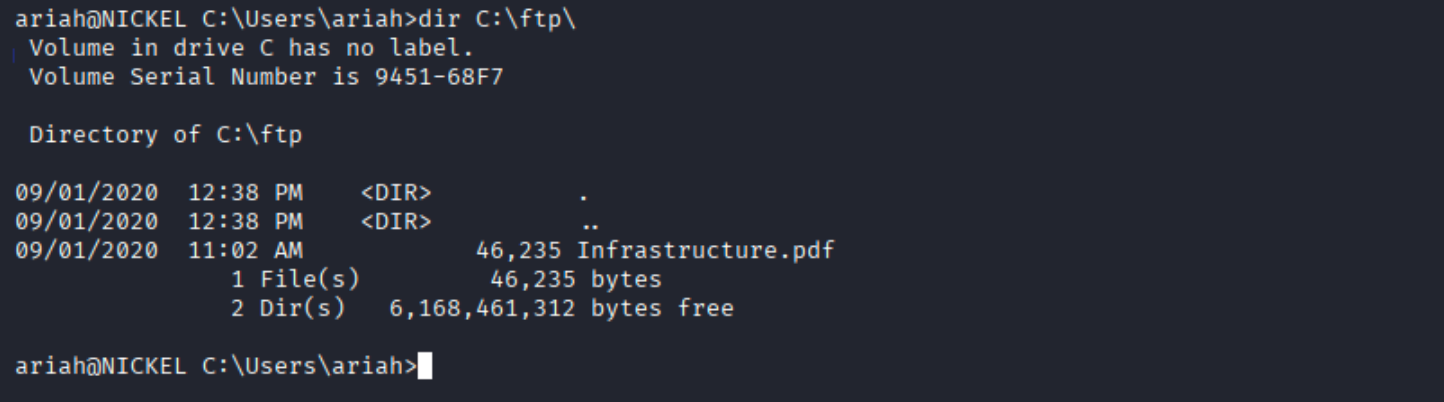 ariah@NICKEL C:\Users\ariah>dir C:\ftp\
 Volume in drive C has no label.
 Volume Serial Number is 9451-68F7

 Directory of C:\ftp

09/01/2020  12:38 PM    <DIR>          .
09/01/2020  12:38 PM    <DIR>          ..
09/01/2020  11:02 AM            46,235 Infrastructure.pdf
               1 File(s)         46,235 bytes
               2 Dir(s)   6,168,461,312 bytes free

ariah@NICKEL C:\Users\ariah>